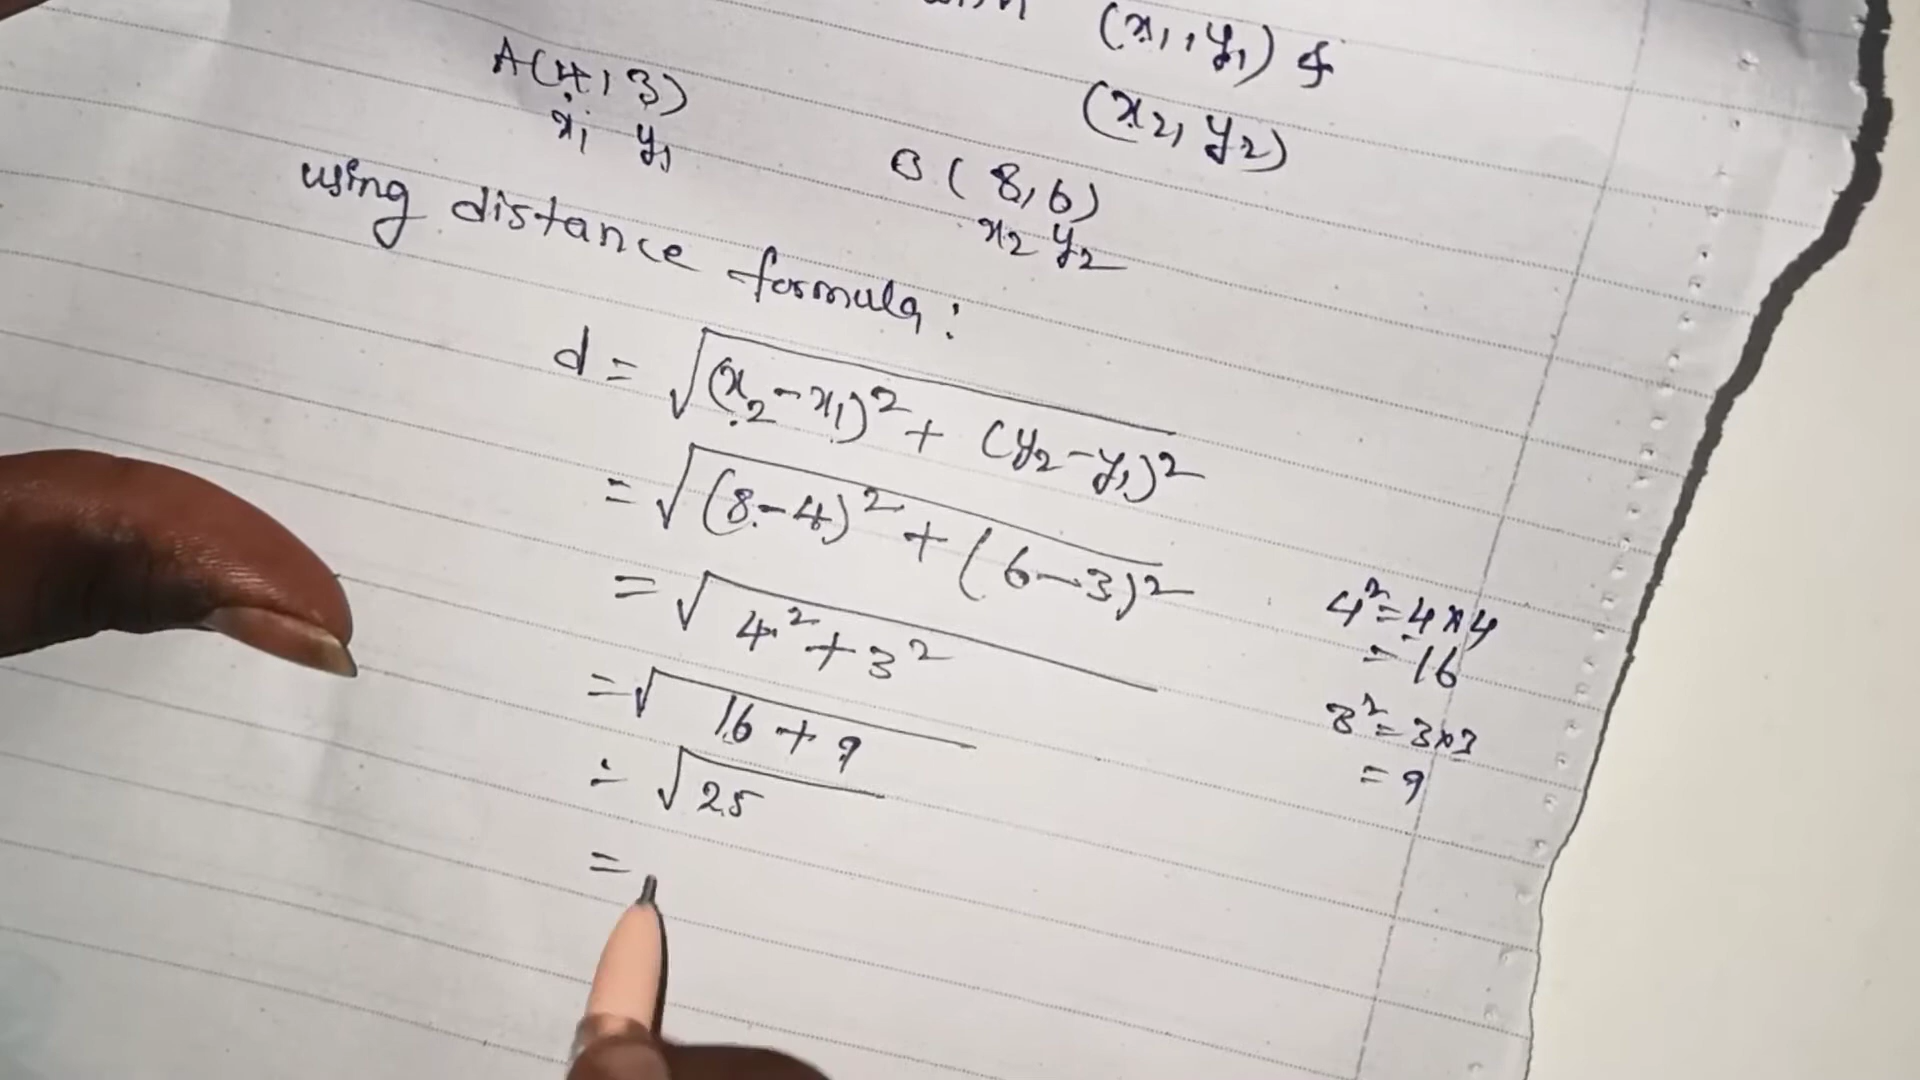 (x₁, y₁) &
(x₂, y₂)
A(4, 3)
x₁ y₁
B(8, 6)
x₂ y₂
using distance formula:
d = √(x₂-x₁)² + (y₂-y₁)²
= √(8-4)² + (6-3)²
= √4² + 3²
= √16 + 9
= √25
=
4² = 4×4
= 16
3² = 3×3
= 9